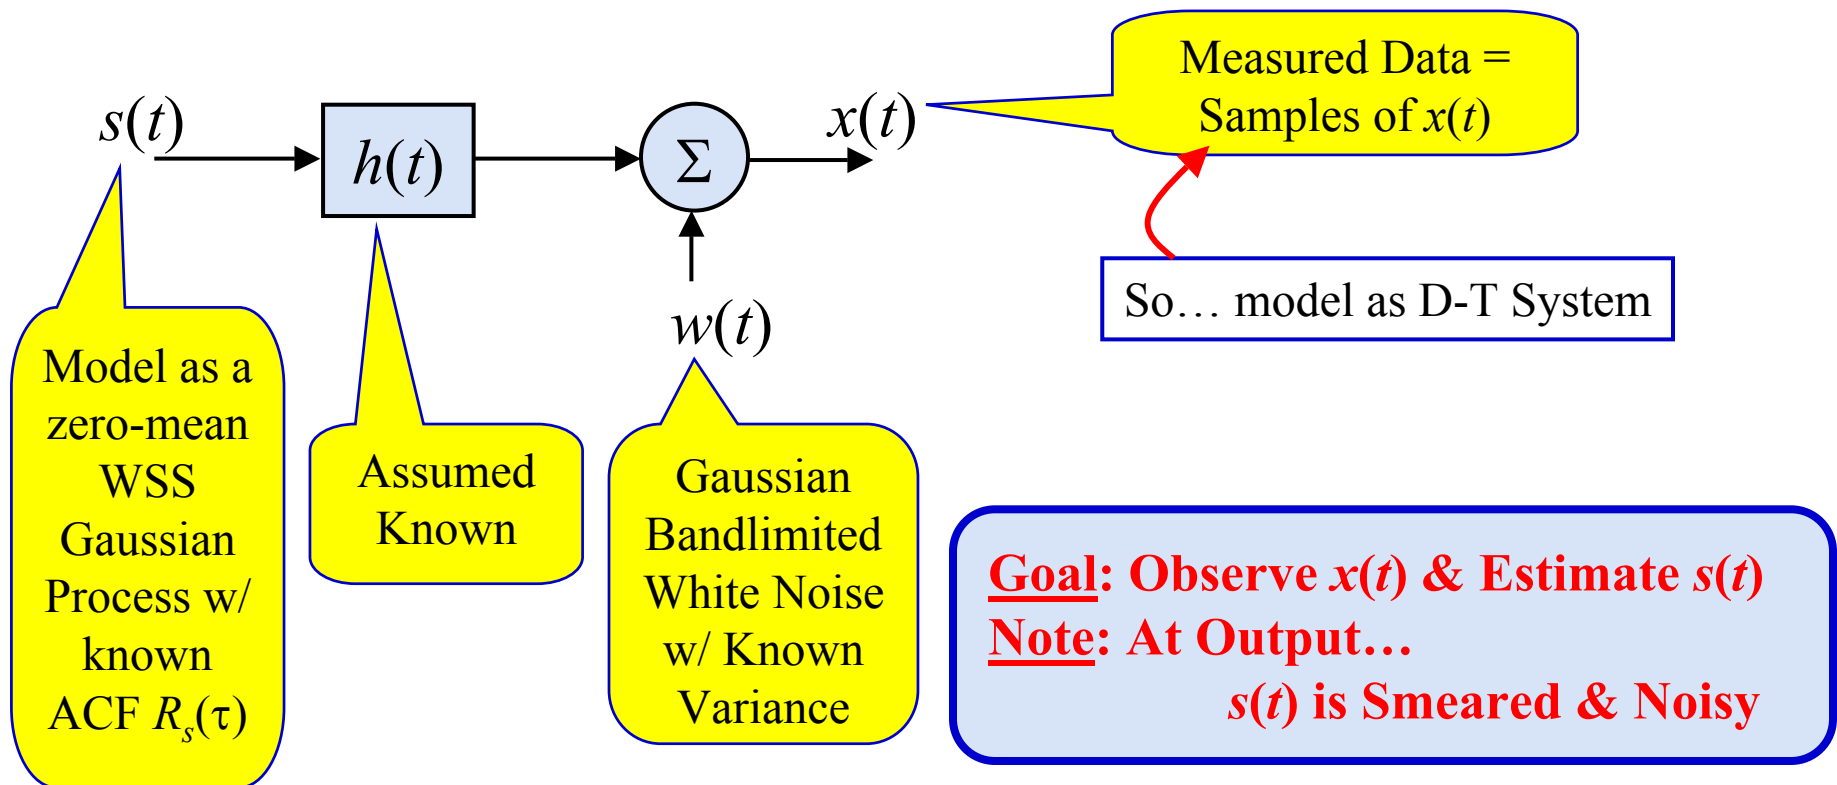 Measured Data =
Samples of x(t)
s(t)
h(t)
Σ
x(t)
w(t)
So… model as D-T System
Model as a
zero-mean
WSS
Gaussian
Process w/
known
ACF Rs(τ)
Assumed
Known
Gaussian
Bandlimited
White Noise
w/ Known
Variance
Goal: Observe x(t) & Estimate s(t)
Note: At Output…
s(t) is Smeared & Noisy